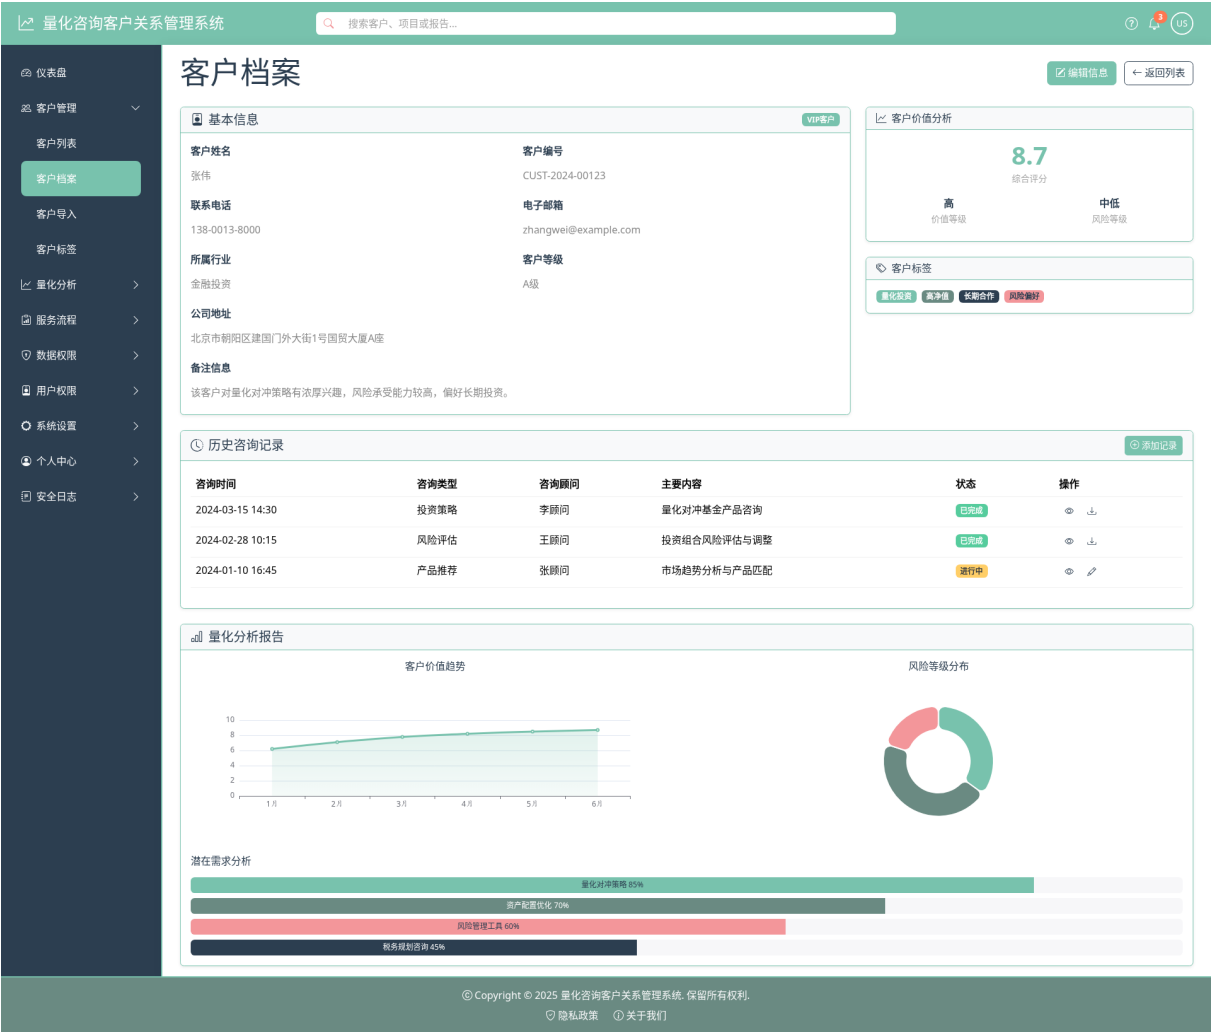 量化咨询客户关系管理系统
搜索客户、项目或报告...
3
US
仪表盘
客户管理
客户列表
客户档案
客户导入
客户标签
量化分析
服务流程
数据权限
用户权限
系统设置
个人中心
安全日志
客户档案
编辑信息
返回列表
基本信息
VIP客户
客户姓名
张伟
客户编号
CUST-2024-00123
联系电话
138-0013-8000
电子邮箱
zhangwei@example.com
所属行业
金融投资
客户等级
A级
公司地址
北京市朝阳区建国门外大街1号国贸大厦A座
备注信息
该客户对量化对冲策略有浓厚兴趣，风险承受能力较高，偏好长期投资。
客户价值分析
8.7
综合评分
高
价值等级
中低
风险等级
客户标签
量化投资 高净值 长期合作 风险偏好
历史咨询记录
添加记录
咨询时间 咨询类型 咨询顾问 主要内容 状态 操作
2024-03-15 14:30 投资策略 李顾问 量化对冲基金产品咨询 已完成
2024-02-28 10:15 风险评估 王顾问 投资组合风险评估与调整 已完成
2024-01-10 16:45 产品推荐 张顾问 市场趋势分析与产品匹配 进行中
量化分析报告
客户价值趋势
10
8
6
4
2
0
1月 2月 3月 4月 5月 6月
风险等级分布
潜在需求分析
量化对冲策略 85%
资产配置优化 70%
风险管理工具 60%
税务规划咨询 45%
Copyright © 2025 量化咨询客户关系管理系统. 保留所有权利.
隐私政策 关于我们